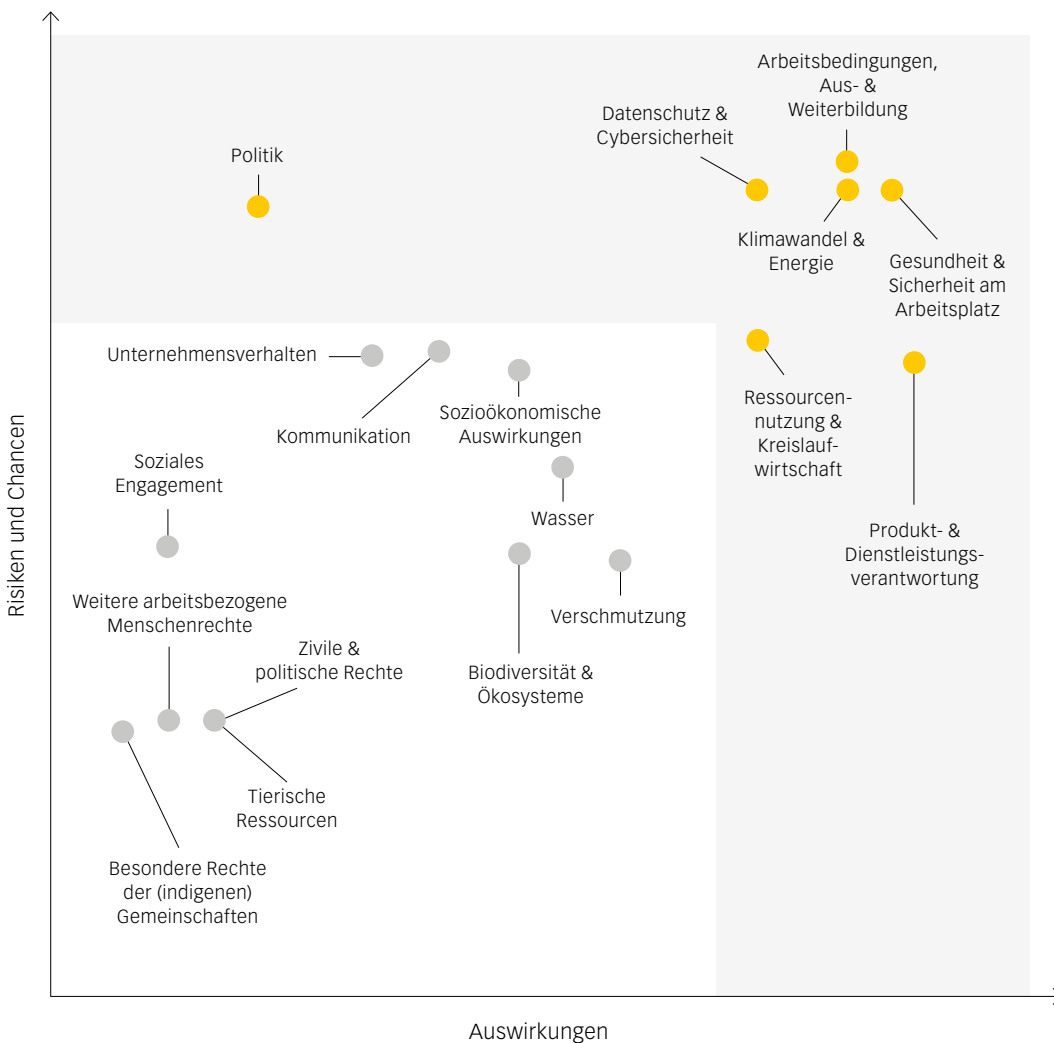 Arbeitsbedingungen,
Aus- &
Weiterbildung
Datenschutz &
Cybersicherheit
Politik
Klimawandel &
Energie
Gesundheit &
Sicherheit am
Arbeitsplatz
Unternehmensverhalten
Kommunikation
Sozioökonomische
Auswirkungen
Ressourcen-
nutzung &
Kreislauf-
wirtschaft
Soziales
Engagement
Wasser
Produkt- &
Dienstleistungs-
verantwortung
Weitere arbeitsbezogene
Menschenrechte
Verschmutzung
Zivile &
politische Rechte
Biodiversität &
Ökosysteme
Tierische
Ressourcen
Besondere Rechte
der (indigenen)
Gemeinschaften
Risiken und Chancen
Auswirkungen